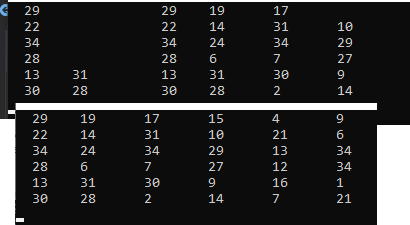 29 29 19 17
22 22 14 31 10
34 34 24 34 29
28 28 6 7 27
13 31 13 31 30 9
30 28 30 28 2 14
29 19 17 15 4 9
22 14 31 10 21 6
34 24 34 29 13 34
28 6 7 27 12 34
13 31 30 9 16 1
30 28 2 14 7 21